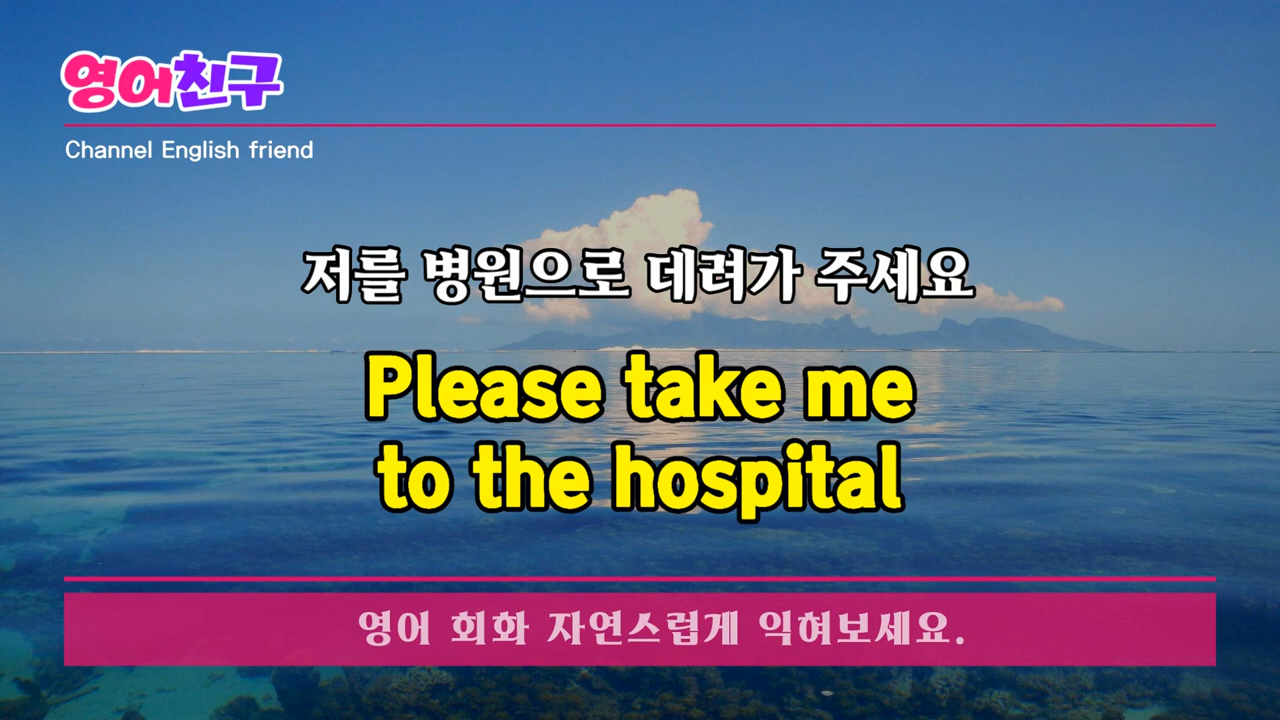 영어친구
Channel English friend
저를 병원으로 데려가 주세요
Please take me
to the hospital
영어 회화 자연스럽게 익혀보세요.